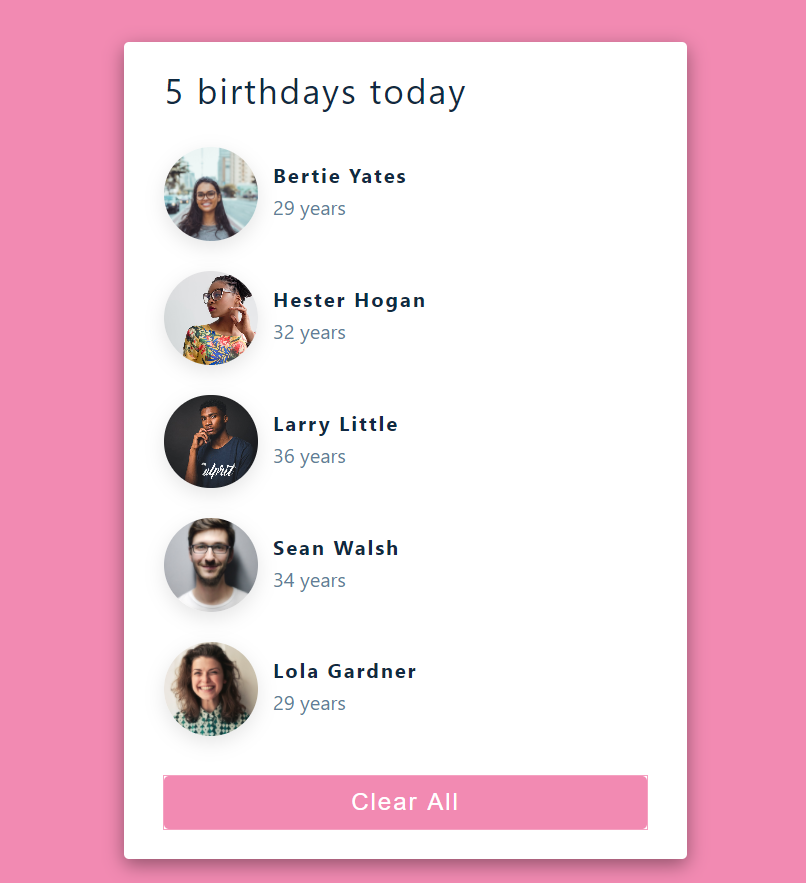 5 birthdays today
Bertie Yates
29 years
Hester Hogan
32 years
Larry Little
36 years
Sean Walsh
34 years
Lola Gardner
29 years
Clear All